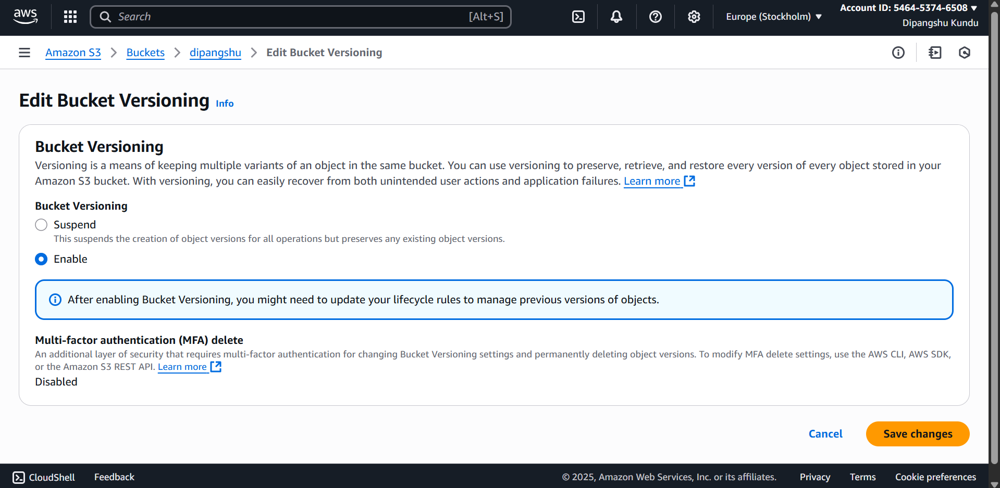 aws
Search
[Alt+S]
Europe (Stockholm)
Account ID: 5464-5374-6508
Dipangshu Kundu
Amazon S3
Buckets
dipangshu
Edit Bucket Versioning
Edit Bucket Versioning Info
Bucket Versioning
Versioning is a means of keeping multiple variants of an object in the same bucket. You can use versioning to preserve, retrieve, and restore every version of every object stored in your
Amazon S3 bucket. With versioning, you can easily recover from both unintended user actions and application failures. Learn more
Bucket Versioning
Suspend
This suspends the creation of object versions for all operations but preserves any existing object versions.
Enable
After enabling Bucket Versioning, you might need to update your lifecycle rules to manage previous versions of objects.
Multi-factor authentication (MFA) delete
An additional layer of security that requires multi-factor authentication for changing Bucket Versioning settings and permanently deleting object versions. To modify MFA delete settings, use the AWS CLI, AWS SDK,
or the Amazon S3 REST API. Learn more
Disabled
Cancel
Save changes
CloudShell
Feedback
© 2025, Amazon Web Services, Inc. or its affiliates.
Privacy
Terms
Cookie preferences